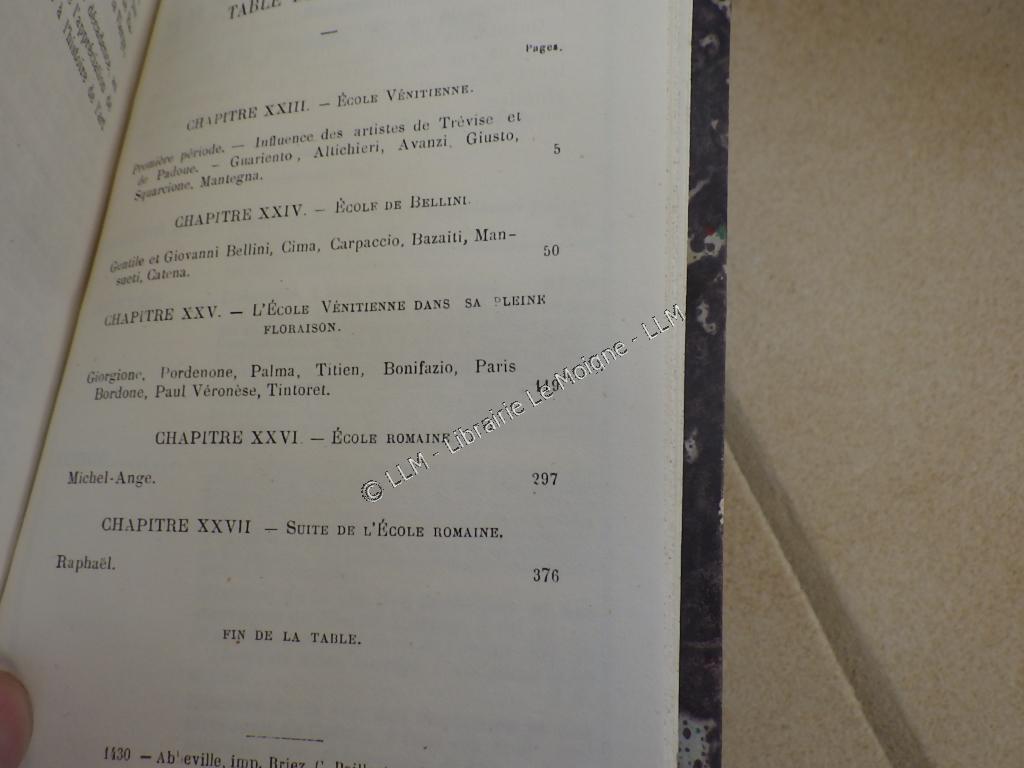 TABLE
Pages.
CHAPITRE XXIII. — École Vénitienne.
Première période. — Influence des artistes de Trévise et
de Padoue. — Guariento, Altichieri, Avanzi, Giusto,
Squarcione, Mantegna. 5
CHAPITRE XXIV. — École de Bellini.
Gentile et Giovanni Bellini, Cima, Carpaccio, Bazaiti, Man-
sueti, Catena. 50
CHAPITRE XXV. — L'École Vénitienne dans sa pleine
floraison.
Giorgione, Pordenone, Palma, Titien, Bonifazio, Paris
Bordone, Paul Véronèse, Tintoret.
CHAPITRE XXVI. — École romaine
Michel-Ange. 297
CHAPITRE XXVII — Suite de l'École romaine.
Raphaël. 376
FIN DE LA TABLE.
1430 — Abbeville, imp. Briez, C.
© LLM - Librairie Le Moigne - LLM